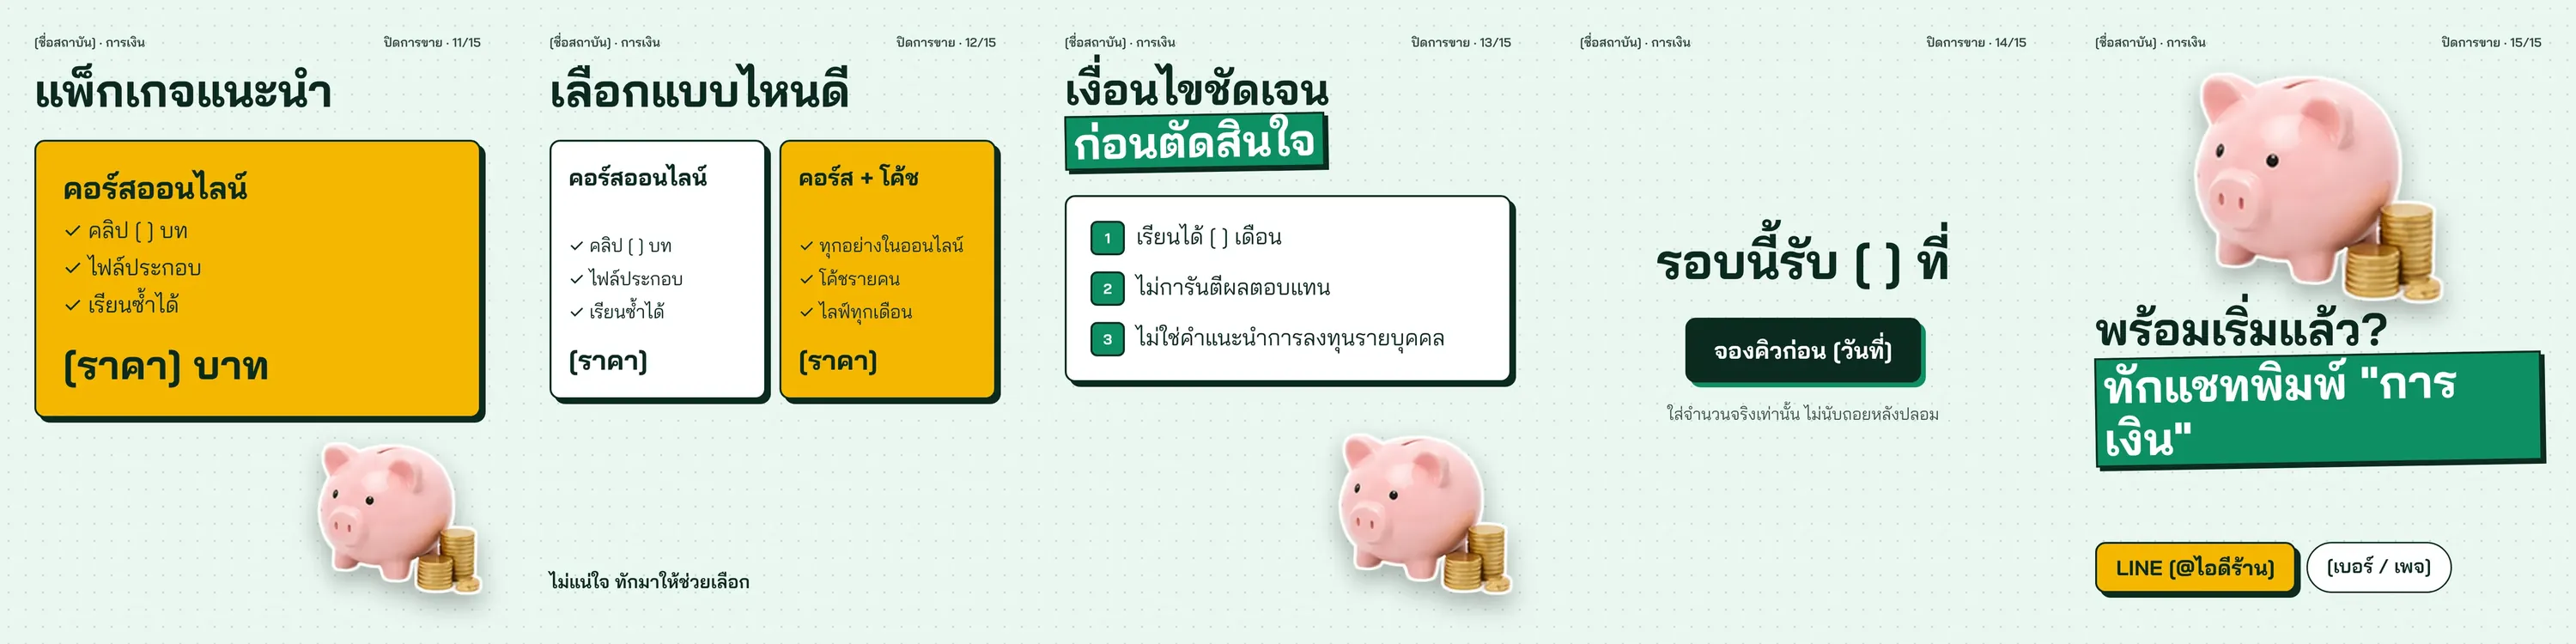 [ชื่อสถาบัน] · การเงิน
ปิดการขาย · 11/15
แพ็กเกจแนะนำ
คอร์สออนไลน์
✓ คลิป [ ] บท
✓ ไฟล์ประกอบ
✓ เรียนซ้ำได้
[ราคา] บาท
[ชื่อสถาบัน] · การเงิน
ปิดการขาย · 12/15
เลือกแบบไหนดี
คอร์สออนไลน์
✓ คลิป [ ] บท
✓ ไฟล์ประกอบ
✓ เรียนซ้ำได้
[ราคา]
คอร์ส + โค้ช
✓ ทุกอย่างในออนไลน์
✓ โค้ชรายคน
✓ ไลฟ์ทุกเดือน
[ราคา]
ไม่แน่ใจ ทักมาให้ช่วยเลือก
[ชื่อสถาบัน] · การเงิน
ปิดการขาย · 13/15
เงื่อนไขชัดเจน
ก่อนตัดสินใจ
1 เรียนได้ [ ] เดือน
2 ไม่การันตีผลตอบแทน
3 ไม่ใช่คำแนะนำการลงทุนรายบุคคล
[ชื่อสถาบัน] · การเงิน
ปิดการขาย · 14/15
รอบนี้รับ [ ] ที่
จองคิวก่อน [วันที่]
ใส่จำนวนจริงเท่านั้น ไม่นับถอยหลังปลอม
[ชื่อสถาบัน] · การเงิน
ปิดการขาย · 15/15
พร้อมเริ่มแล้ว?
ทักแชทพิมพ์ "การ
เงิน"
LINE [@ไอดีร้าน]
[เบอร์ / เพจ]